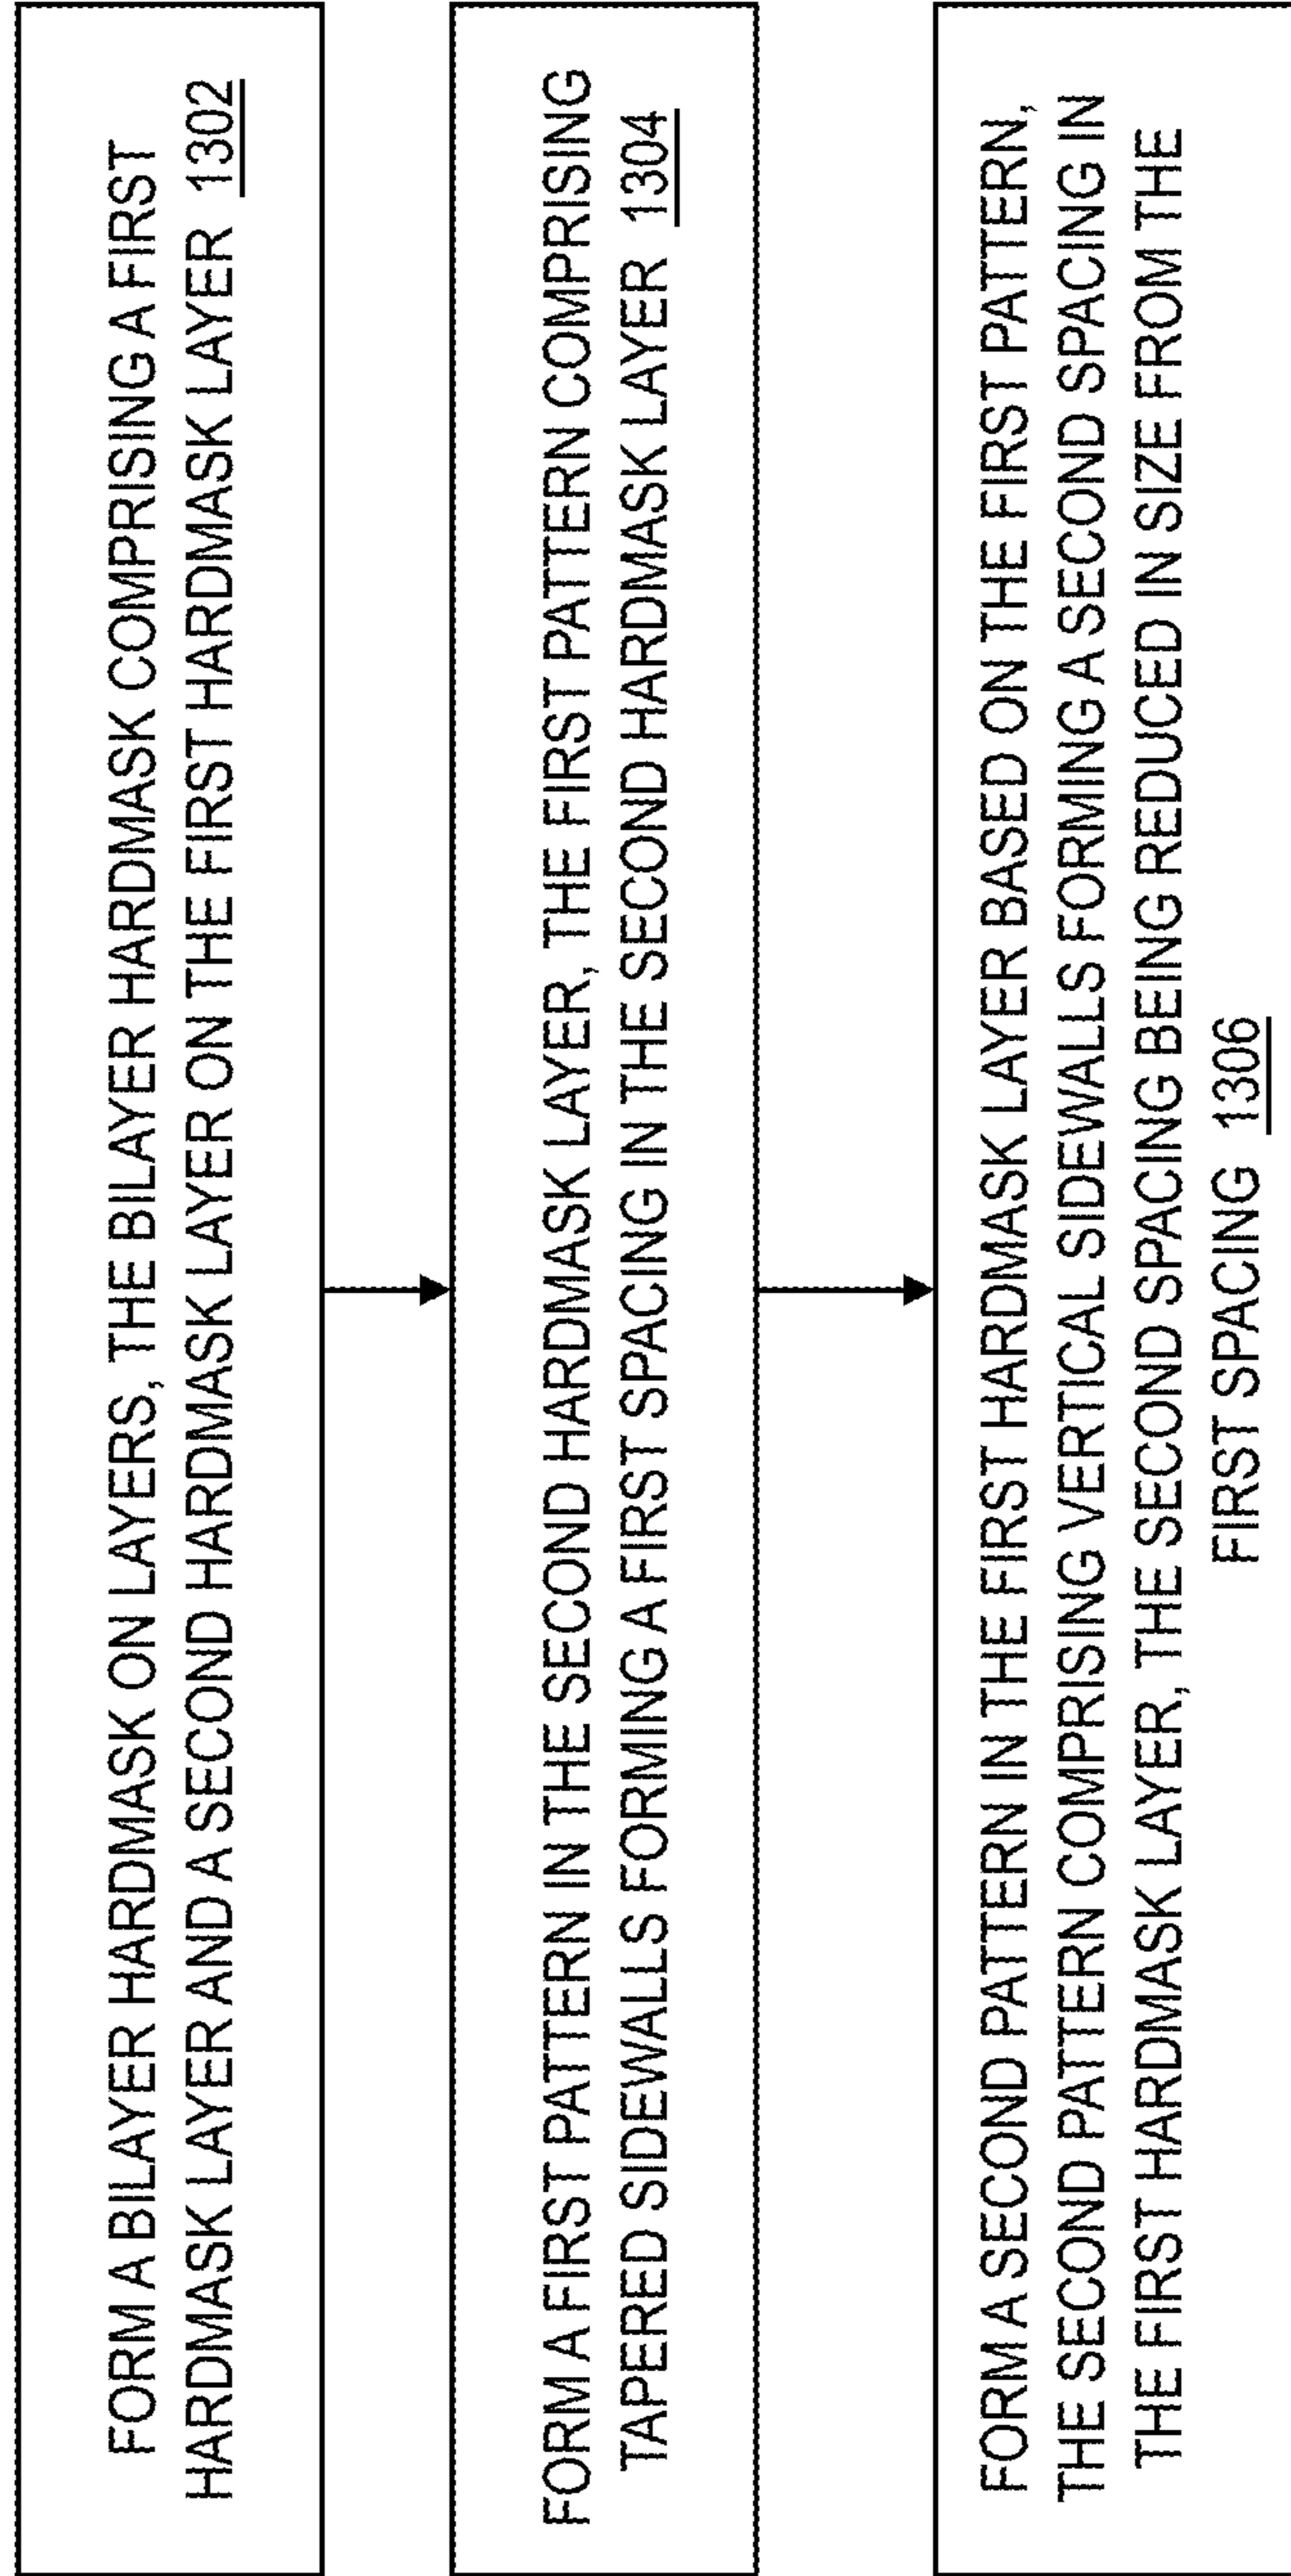 FORM A BILAYER HARDMASK ON LAYERS, THE BILAYER HARDMASK COMPRISING A FIRST
HARDMASK LAYER AND A SECOND HARDMASK LAYER ON THE FIRST HARDMASK LAYER 1302
FORM A FIRST PATTERN IN THE SECOND HARDMASK LAYER, THE FIRST PATTERN COMPRISING
TAPERED SIDEWALLS FORMING A FIRST SPACING IN THE SECOND HARDMASK LAYER 1304
FORM A SECOND PATTERN IN THE FIRST HARDMASK LAYER BASED ON THE FIRST PATTERN,
THE SECOND PATTERN COMPRISING VERTICAL SIDEWALLS FORMING A SECOND SPACING IN
THE FIRST HARDMASK LAYER, THE SECOND SPACING BEING REDUCED IN SIZE FROM THE
FIRST SPACING 1306